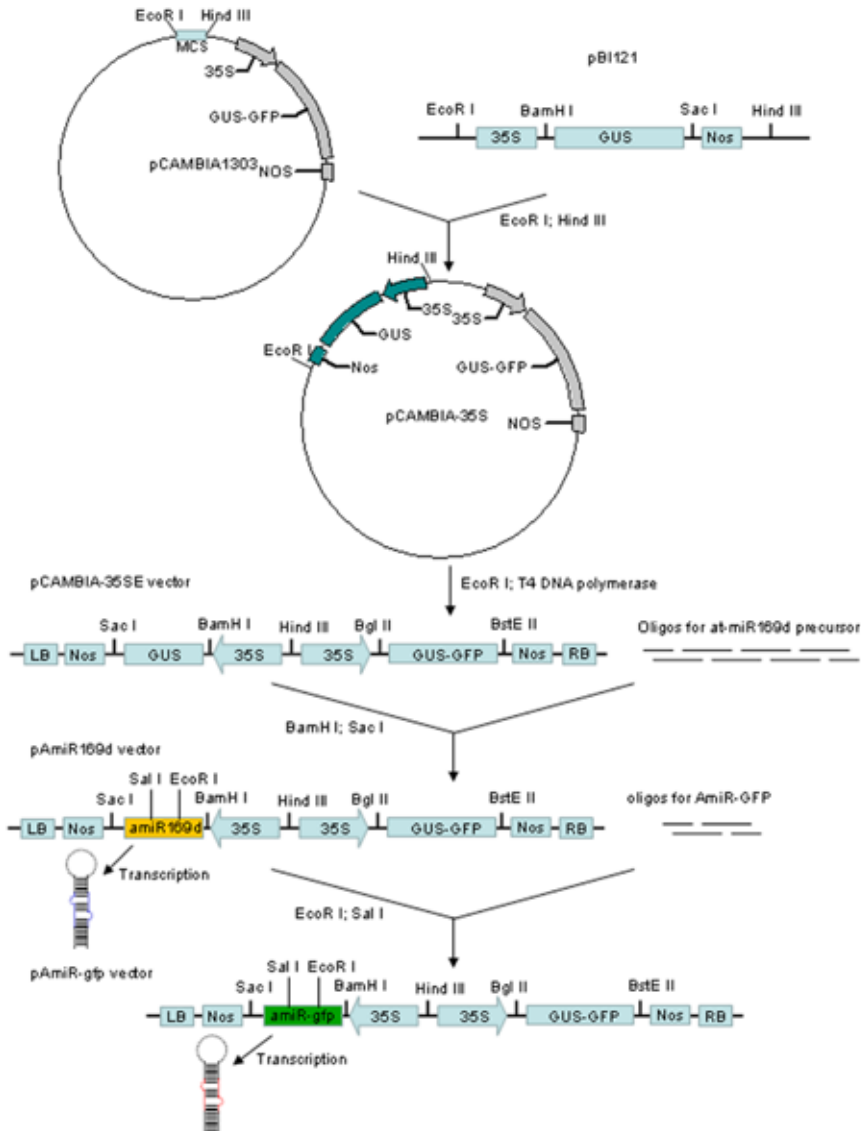 EcoR I Hind III
MCS
35S
GUS-GFP
pCAMBIA1303
NOS
pBI121
EcoR I BamH I Sac I Hind III
35S GUS Nos
EcoR I; Hind III
Hind III
35S 35S
GUS
EcoR I
Nos
GUS-GFP
pCAMBIA-35S
NOS
EcoR I; T4 DNA polymerase
pCAMBIA-35SE vector
Sac I BamH I Hind III Bgl II BstE II
Oligos for at-miR169d precursor
LB Nos GUS 35S 35S GUS-GFP Nos RB
BamH I; Sac I
pAmiR169d vector
Sal I EcoR I
Sac I BamH I Hind III Bgl II BstE II
oligos for AmiR-GFP
LB Nos amiR169d 35S 35S GUS-GFP Nos RB
Transcription
EcoR I; Sal I
pAmiR-gfp vector
Sal I EcoR I
Sac I BamH I Hind III Bgl II BstE II
LB Nos amiR-gfp 35S 35S GUS-GFP Nos RB
Transcription